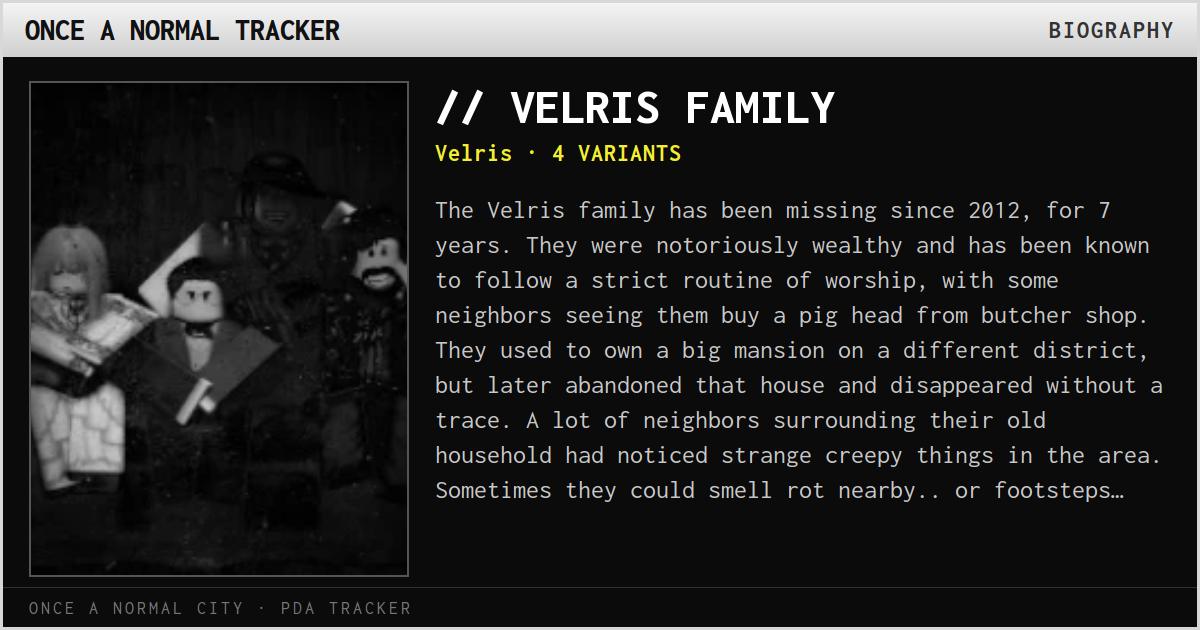 ONCE A NORMAL TRACKER
BIOGRAPHY
// VELRIS FAMILY
Velris · 4 VARIANTS
The Velris family has been missing since 2012, for 7
years. They were notoriously wealthy and has been known
to follow a strict routine of worship, with some
neighbors seeing them buy a pig head from butcher shop.
They used to own a big mansion on a different district,
but later abandoned that house and disappeared without a
trace. A lot of neighbors surrounding their old
household had noticed strange creepy things in the area.
Sometimes they could smell rot nearby.. or footsteps…
ONCE A NORMAL CITY · PDA TRACKER